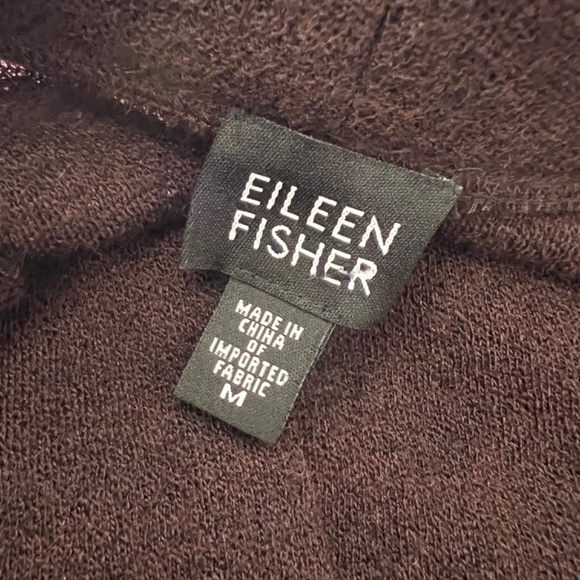 EILEEN
FISHER
MADE IN
CHINA
OF
IMPORTED
FABRIC
M